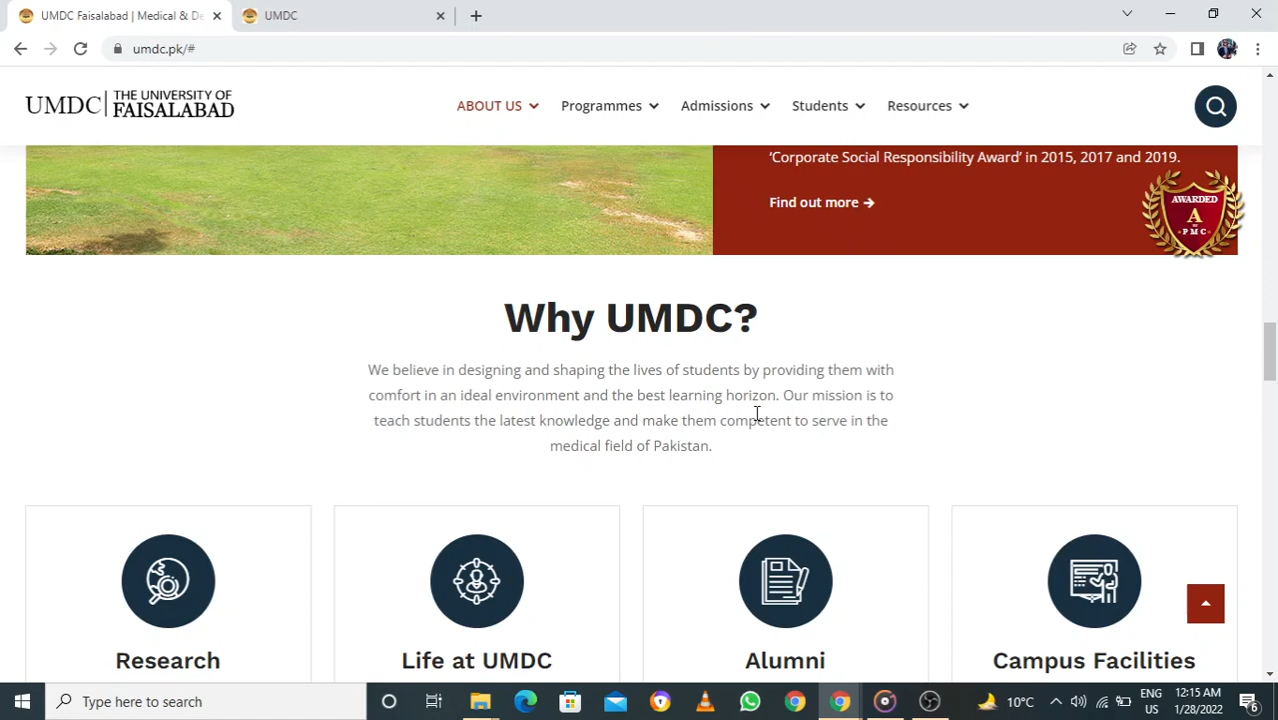 UMDC Faisalabad | Medical & De
UMDC
umdc.pk/#
UMDC | THE UNIVERSITY OF FAISALABAD
ABOUT US
Programmes
Admissions
Students
Resources
'Corporate Social Responsibility Award' in 2015, 2017 and 2019.
Find out more →
AWARDED
A
BY
PMC
Why UMDC?
We believe in designing and shaping the lives of students by providing them with
comfort in an ideal environment and the best learning horizon. Our mission is to
teach students the latest knowledge and make them competent to serve in the
medical field of Pakistan.
Research
Life at UMDC
Alumni
Campus Facilities
Type here to search
10°C
ENG
US
12:15 AM
1/28/2022
6